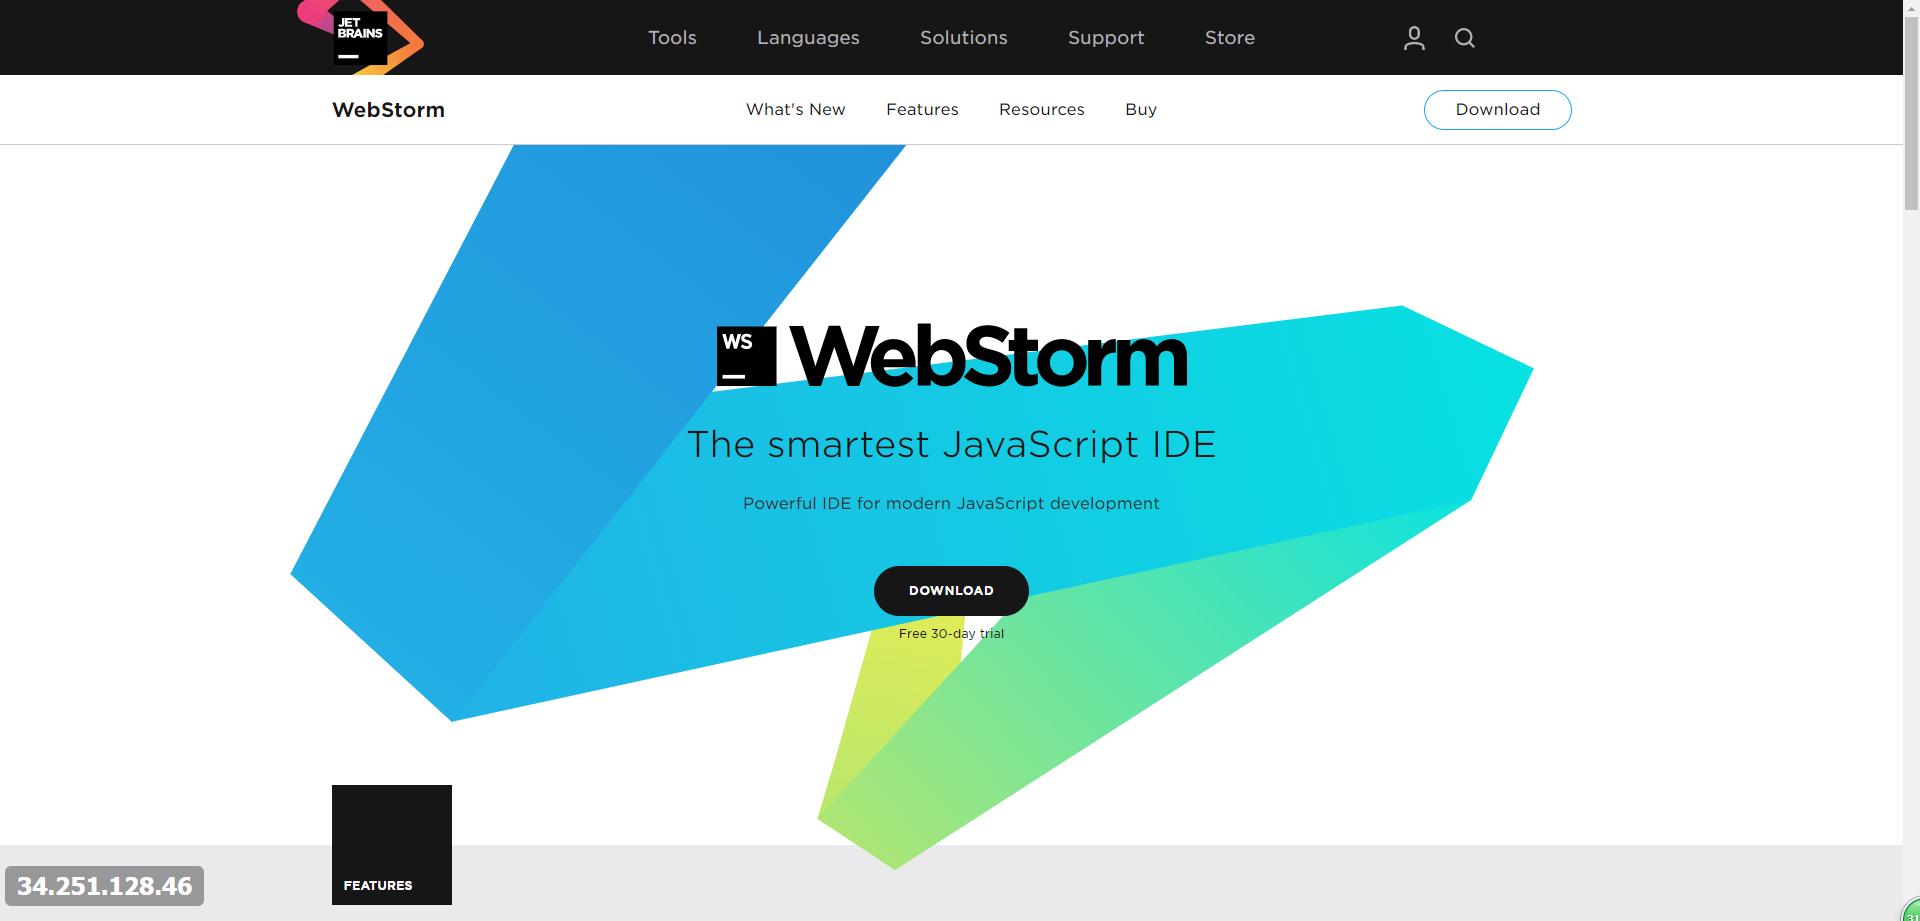 JET
BRAINS
Tools
Languages
Solutions
Support
Store
WebStorm
What's New
Features
Resources
Buy
Download
WS
WebStorm
The smartest JavaScript IDE
Powerful IDE for modern JavaScript development
DOWNLOAD
Free 30-day trial
FEATURES
34.251.128.46